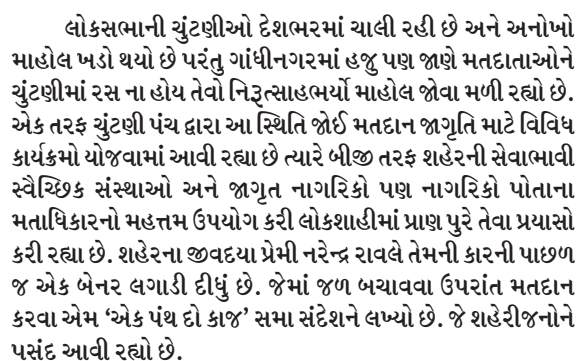 લોકસભાની ચુંટણીઓ દેશભરમાં ચાલી રહી છે અને અનોખો
માહોલ ખડો થયો છે પરંતુ ગાંધીનગરમાં હજુ પણ જાણે મતદાતાઓને
ચુંટણીમાં રસ ના હોય તેવો નિરૂત્સાહભર્યો માહોલ જોવા મળી રહ્યો છે.
એક તરફ ચુંટણી પંચ દ્વારા આ સ્થિતિ જોઈ મતદાન જાગૃતિ માટે વિવિધ
કાર્યક્રમો યોજવામાં આવી રહ્યા છે ત્યારે બીજી તરફ શહેરની સેવાભાવી
સ્વૈચ્છિક સંસ્થાઓ અને જાગૃત નાગરિકો પણ નાગરિકો પોતાના
મતાધિકારનો મહત્તમ ઉપયોગ કરી લોકશાહીમાં પ્રાણ પુરે તેવા પ્રયાસો
કરી રહ્યા છે. શહેરના જીવદયા પ્રેમી નરેન્દ્ર રાવલે તેમની કારની પાછળ
જ એક બેનર લગાડી દીધું છે. જેમાં જળ બચાવવા ઉપરાંત મતદાન
કરવા એમ ‘એક પંથ દો કાજ’ સમા સંદેશને લખ્યો છે. જે શહેરીજનોને
પસંદ આવી રહ્યો છે.